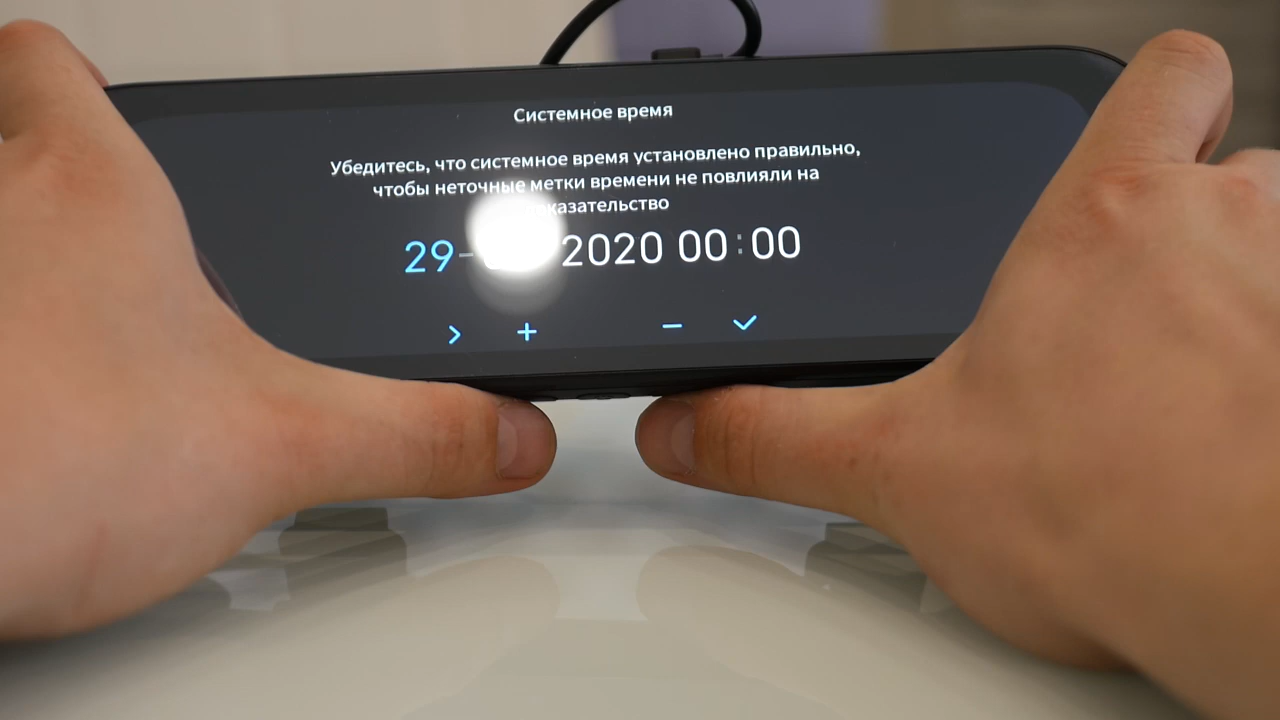 Системное время
Убедитесь, что системное время установлено правильно,
чтобы неточные метки времени не повлияли на
29- 2020 00:00
> + − ✓